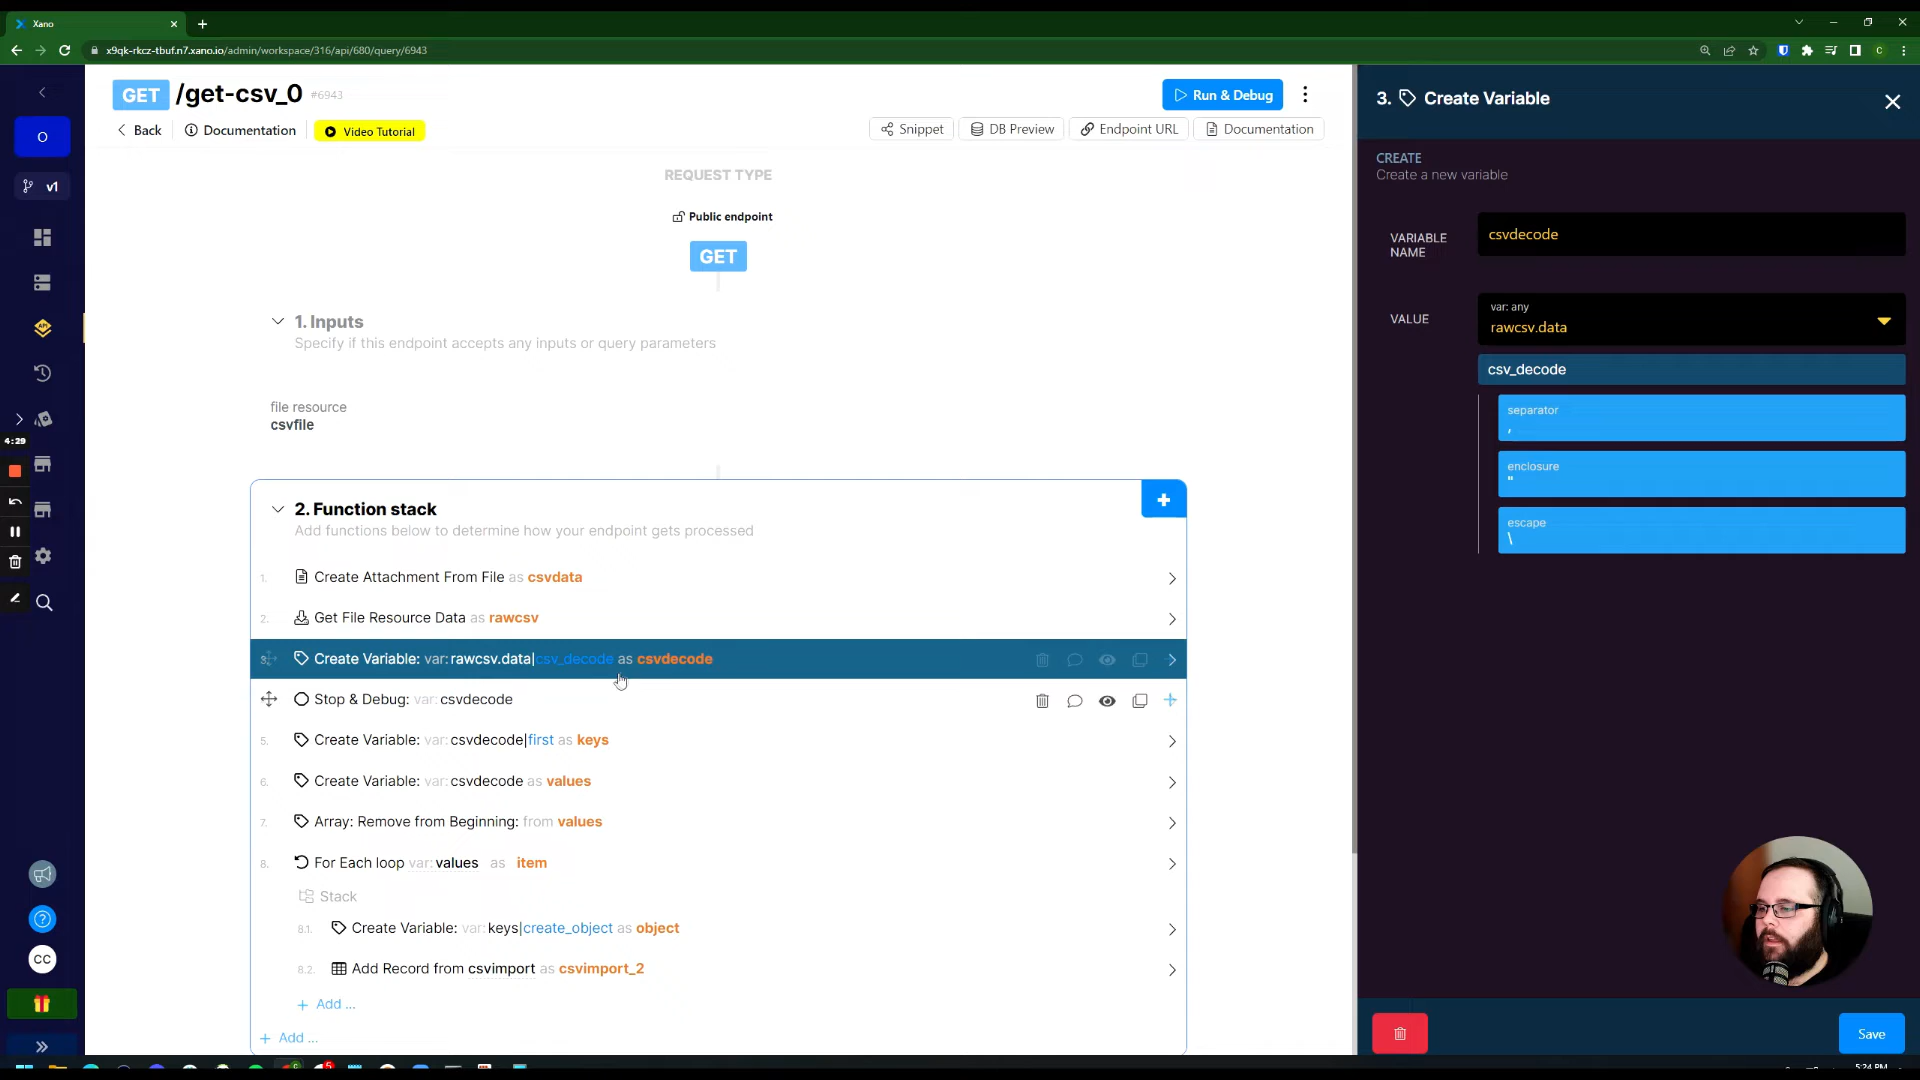 Xano
x9qk-rkcz-tbuf.n7.xano.io/admin/workspace/316/api/680/query/6943
C
O
v1
4:29
CC
GET /get-csv_0 #6943
Run & Debug
Back
Documentation
Video Tutorial
Snippet
DB Preview
Endpoint URL
Documentation
REQUEST TYPE
Public endpoint
GET
1. Inputs
Specify if this endpoint accepts any inputs or query parameters
file resource
csvfile
2. Function stack
Add functions below to determine how your endpoint gets processed
1. Create Attachment From File as csvdata
2. Get File Resource Data as rawcsv
3. Create Variable: var: rawcsv.data|csv_decode as csvdecode
Stop & Debug: var: csvdecode
5. Create Variable: var: csvdecode|first as keys
6. Create Variable: var: csvdecode as values
7. Array: Remove from Beginning: from values
8. For Each loop var: values as item
Stack
8.1. Create Variable: var: keys|create_object as object
8.2. Add Record from csvimport as csvimport_2
+ Add ...
+ Add ...
3. Create Variable
CREATE
Create a new variable
VARIABLE NAME
csvdecode
VALUE
var: any
rawcsv.data
csv_decode
separator
,
enclosure
"
escape
\
Save
5
5:24 PM